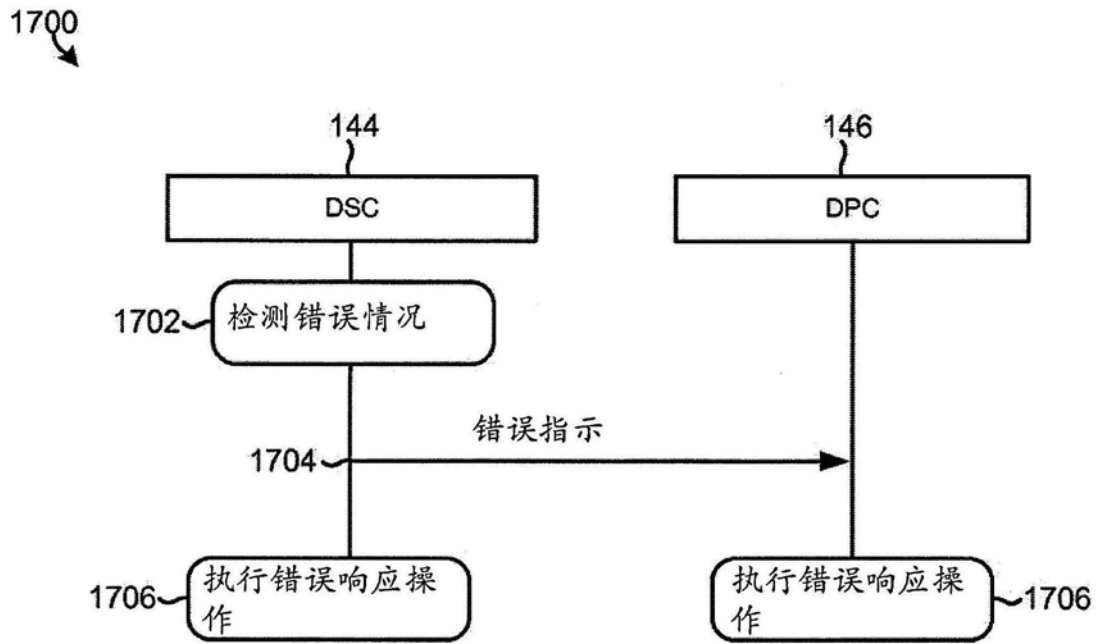 1700
144
146
DSC
DPC
1702
检测错误情况
错误指示
1704
1706
执行错误响应操
作
执行错误响应操
作
1706